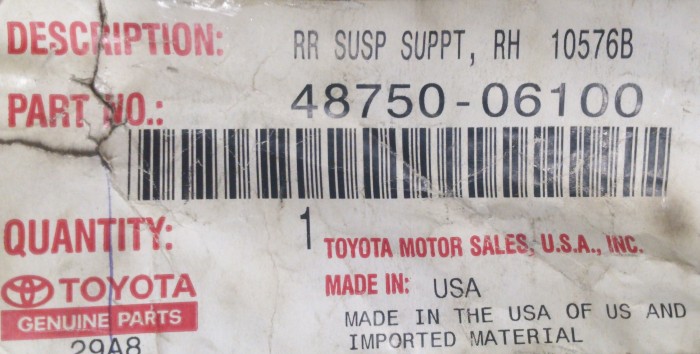 DESCRIPTION: RR SUSP SUPPT, RH 10576B
PART NO.: 48750-06100
QUANTITY: 1 TOYOTA MOTOR SALES, U.S.A., INC.
TOYOTA MADE IN: USA
GENUINE PARTS MADE IN THE USA OF US AND
29A8 IMPORTED MATERIAL